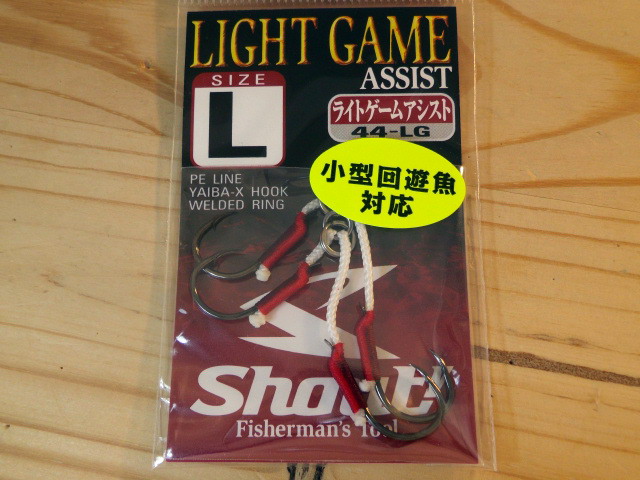 LIGHT GAME
ASSIST
SIZE
L
ライトゲームアシスト
44-LG
小型回遊魚
対応
PE LINE
YAIBA-X HOOK
WELDED RING
Shout!
Fisherman's Tool